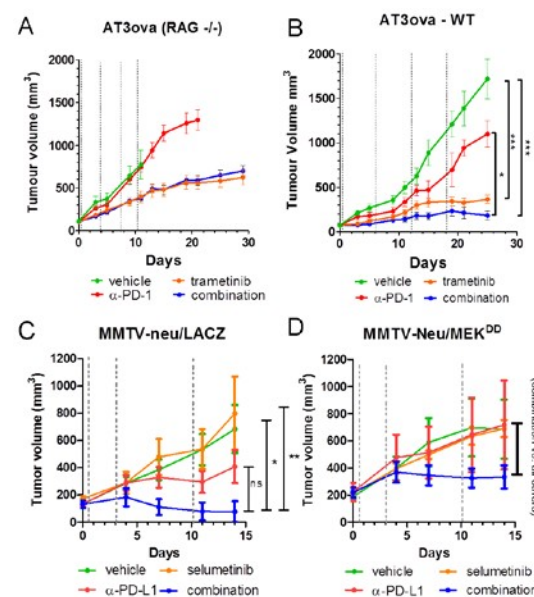 A
AT3ova (RAG -/-)
Tumour Volume (mm³)
2000
1500
1000
500
0
0 10 20 30
Days
vehicle
trametinib
α-PD-1
combination
B
AT3ova - WT
Tumour Volume mm³
2000
1500
1000
500
0
0 10 20 30
Days
*
***
***
vehicle
trametinib
α-PD-1
combination
C
MMTV-neu/LACZ
Tumor volume (mm³)
1200
1000
800
600
400
200
0
0 5 10 15
Days
ns
*
**
vehicle
selumetinib
α-PD-L1
combination
D
MMTV-Neu/MEKᴰᴰ
Tumor volume (mm³)
1200
1000
800
600
400
200
0
0 5 10 15
Days
vehicle
selumetinib
α-PD-L1
combination